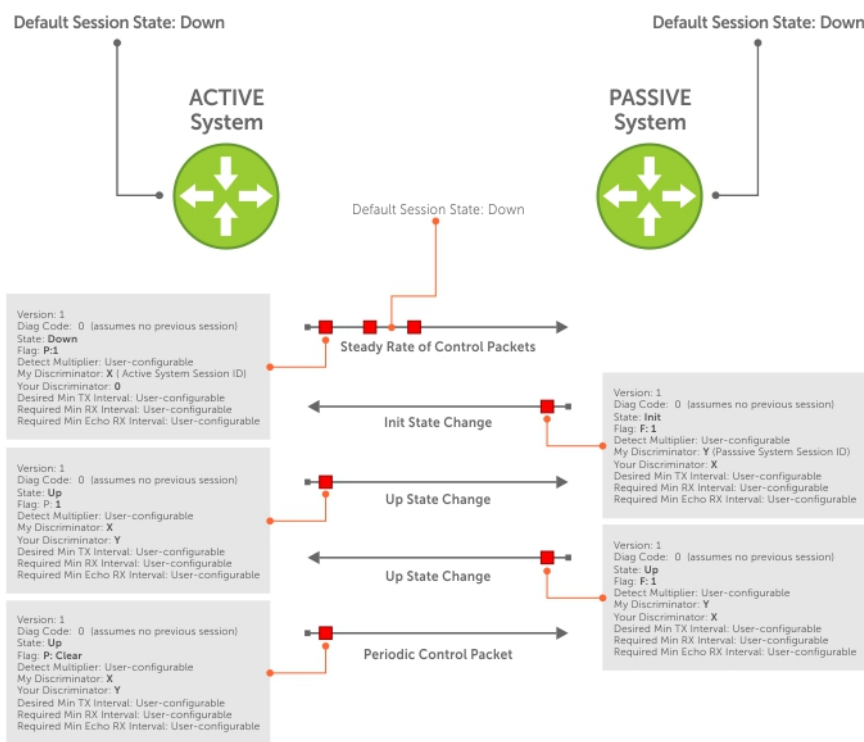 Default Session State: Down
Default Session State: Down
ACTIVE
System
PASSIVE
System
Default Session State: Down
Version: 1
Diag Code: 0 (assumes no previous session)
State: Down
Flag: P:1
Detect Multiplier: User-configurable
My Discriminator: X ( Active System Session ID)
Your Discriminator: 0
Desired Min TX Interval: User-configurable
Required Min RX Interval: User-configurable
Required Min Echo RX Interval: User-configurable
Steady Rate of Control Packets
Init State Change
Version: 1
Diag Code: 0 (assumes no previous session)
State: Init
Flag: F: 1
Detect Multiplier: User-configurable
My Discriminator: Y (Passsive System Session ID)
Your Discriminator: X
Desired Min TX Interval: User-configurable
Required Min RX Interval: User-configurable
Required Min Echo RX Interval: User-configurable
Version: 1
Diag Code: 0 (assumes no previous session)
State: Up
Flag: P: 1
Detect Multiplier: User-configurable
My Discriminator: X
Your Discriminator: Y
Desired Min TX Interval: User-configurable
Required Min RX Interval: User-configurable
Required Min Echo RX Interval: User-configurable
Up State Change
Up State Change
Version: 1
Diag Code: 0 (assumes no previous session)
State: Up
Flag: F: 1
Detect Multiplier: User-configurable
My Discriminator: Y
Your Discriminator: X
Desired Min TX Interval: User-configurable
Required Min RX Interval: User-configurable
Required Min Echo RX Interval: User-configurable
Version: 1
Diag Code: 0 (assumes no previous session)
State: Up
Flag: P: Clear
Detect Multiplier: User-configurable
My Discriminator: X
Your Discriminator: Y
Desired Min TX Interval: User-configurable
Required Min RX Interval: User-configurable
Required Min Echo RX Interval: User-configurable
Periodic Control Packet